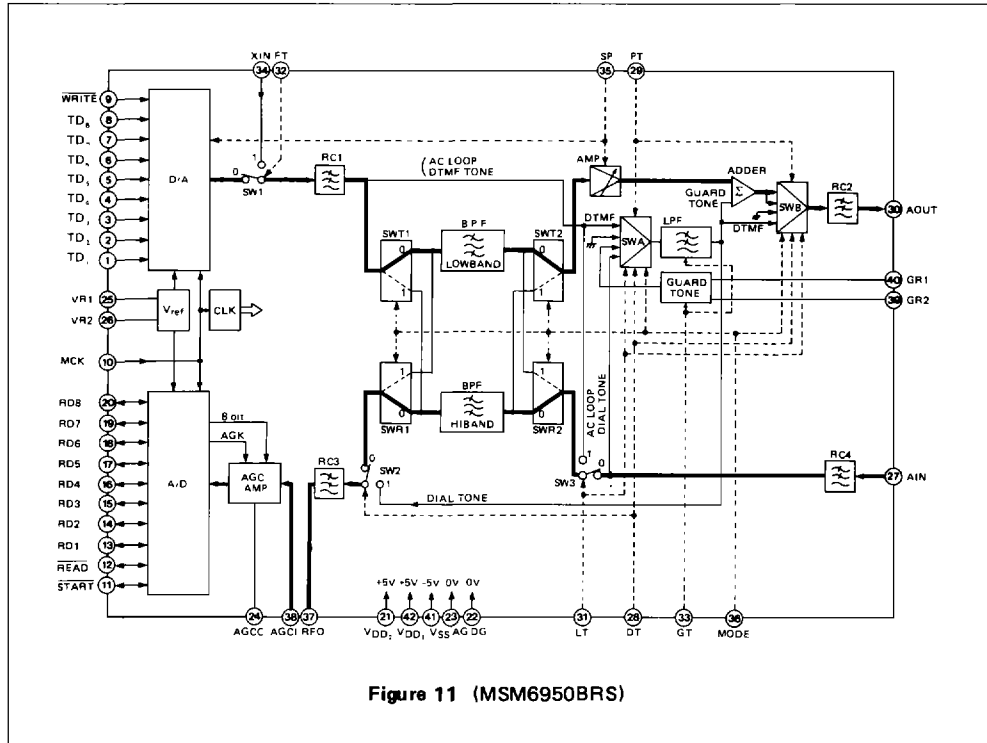 XIN FT
34 32
SP PT
35 29
WRITE 9
TD₈ 8
7
6
5
4
TD₃ 3
TD₂ 2
TD₁ 1
D/A
1
0
SW1
RC1
AC LOOP
DTMF TONE
AMP
ADDER
Σ
GUARD
TONE
DTMF
SWB
RC2
30 AOUT
DTMF
SWA
LPF
GUARD
TONE
40 GR1
39 GR2
SWT1
0
1
BPF
LOWBAND
SWT2
0
1
VR1 25
VR2 26
Vref
CLK
MCK 10
SWR1
1
0
BPF
HIBAND
SWR2
1
0
AC LOOP
DIAL TONE
RD8 20
RD7 19
RD6 18
RD5 17
RD4 16
RD3 15
RD2 14
RD1 13
READ 12
START 11
A/D
8 BIT
AGK
AGC
AMP
RC3
0
SW2
1
DIAL TONE
1
0
SW3
RC4
27 AIN
+5V +5V -5V 0V 0V
24 38 37 21 42 41 23 22 31 28 33 36
AGCC AGCI RFO VDD₂ VDD₁ VSS AG DG LT DT GT MODE
Figure 11 (MSM6950BRS)